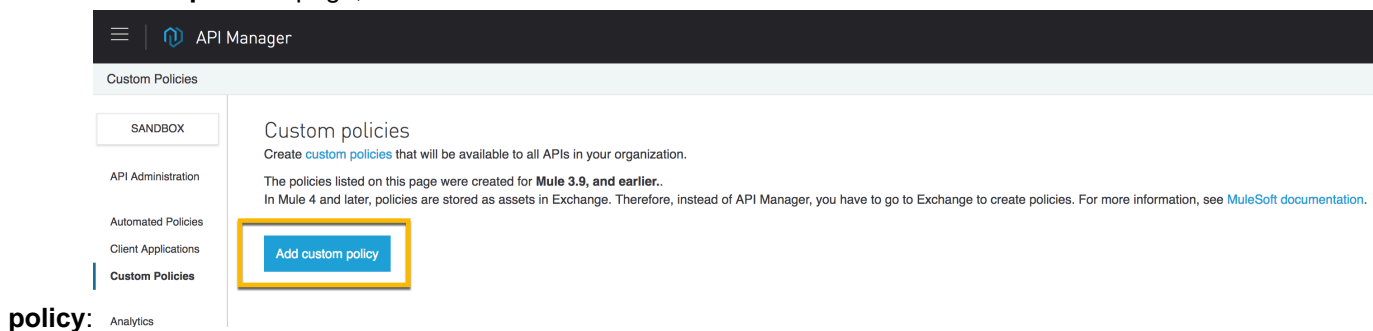 API Manager
Custom Policies
SANDBOX
API Administration
Automated Policies
Client Applications
Custom Policies
Analytics
Custom policies
Create custom policies that will be available to all APIs in your organization.
The policies listed on this page were created for Mule 3.9, and earlier..
In Mule 4 and later, policies are stored as assets in Exchange. Therefore, instead of API Manager, you have to go to Exchange to create policies. For more information, see MuleSoft documentation.
Add custom policy
policy: